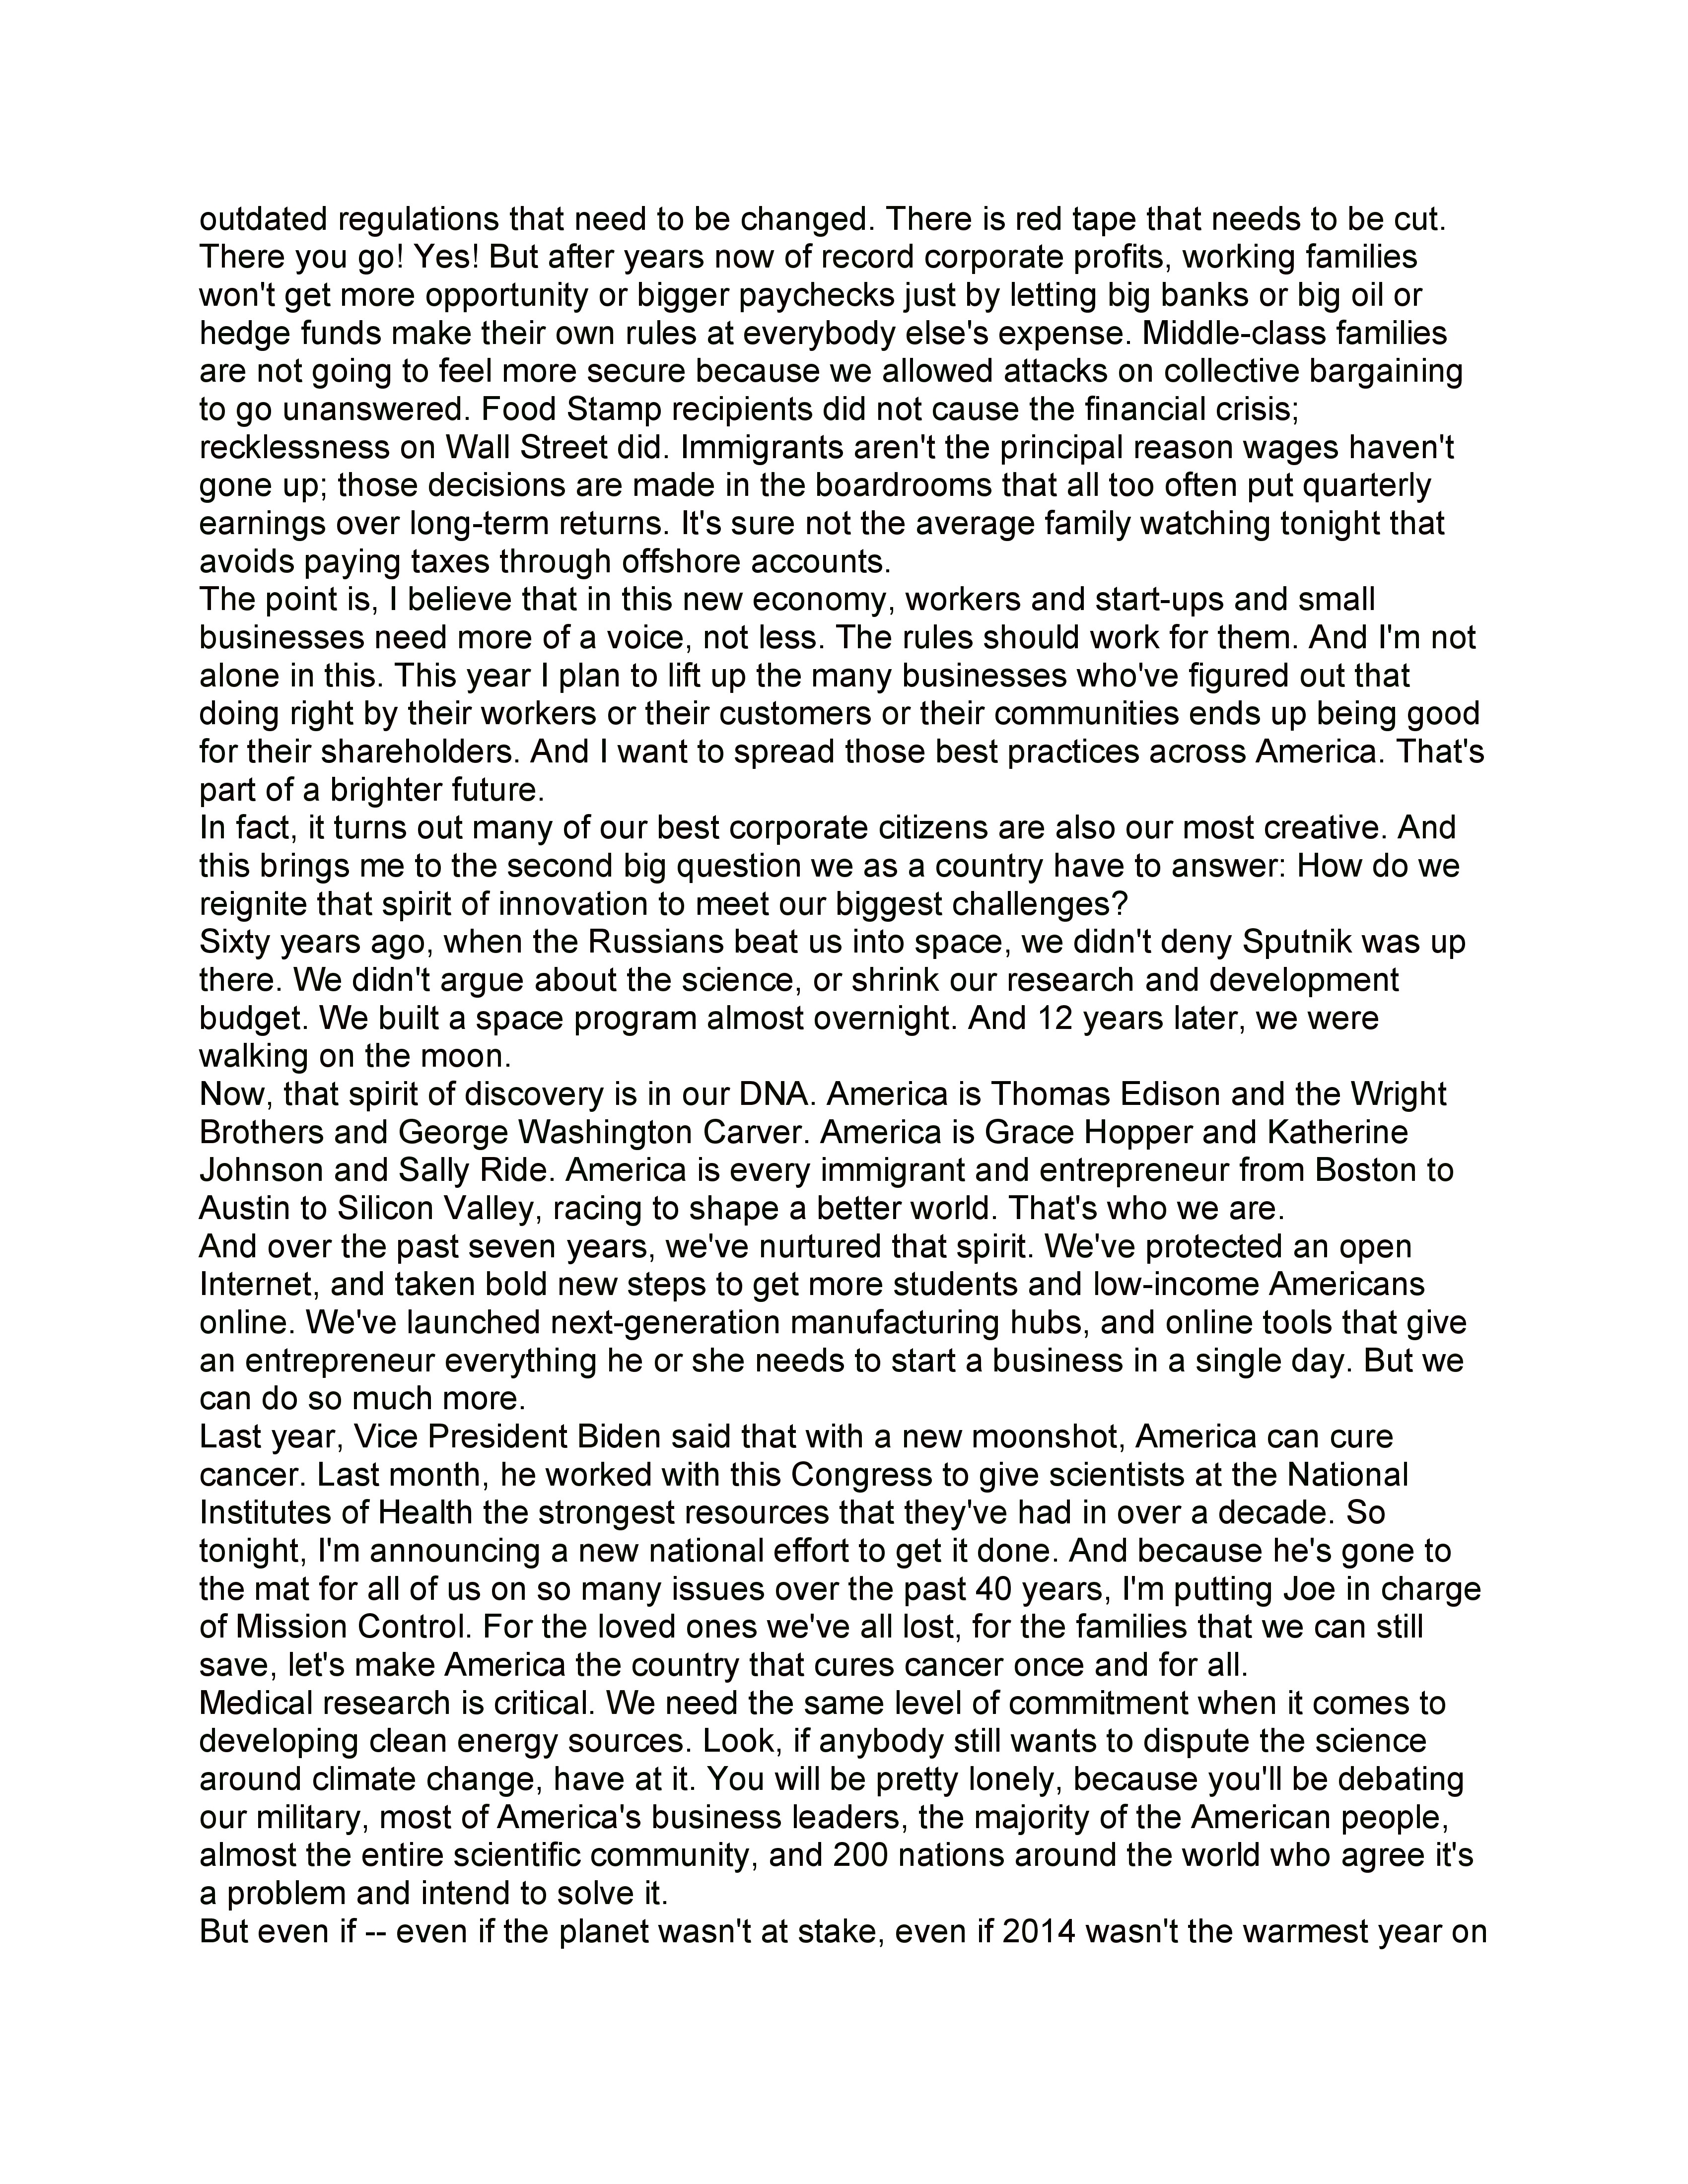 outdated regulations that need to be changed. There is red tape that needs to be cut.
There you go! Yes! But after years now of record corporate profits, working families
won't get more opportunity or bigger paychecks just by letting big banks or big oil or
hedge funds make their own rules at everybody else's expense. Middle-class families
are not going to feel more secure because we allowed attacks on collective bargaining
to go unanswered. Food Stamp recipients did not cause the financial crisis;
recklessness on Wall Street did. Immigrants aren't the principal reason wages haven't
gone up; those decisions are made in the boardrooms that all too often put quarterly
earnings over long-term returns. It's sure not the average family watching tonight that
avoids paying taxes through offshore accounts.
The point is, I believe that in this new economy, workers and start-ups and small
businesses need more of a voice, not less. The rules should work for them. And I'm not
alone in this. This year I plan to lift up the many businesses who've figured out that
doing right by their workers or their customers or their communities ends up being good
for their shareholders. And I want to spread those best practices across America. That's
part of a brighter future.
In fact, it turns out many of our best corporate citizens are also our most creative. And
this brings me to the second big question we as a country have to answer: How do we
reignite that spirit of innovation to meet our biggest challenges?
Sixty years ago, when the Russians beat us into space, we didn't deny Sputnik was up
there. We didn't argue about the science, or shrink our research and development
budget. We built a space program almost overnight. And 12 years later, we were
walking on the moon.
Now, that spirit of discovery is in our DNA. America is Thomas Edison and the Wright
Brothers and George Washington Carver. America is Grace Hopper and Katherine
Johnson and Sally Ride. America is every immigrant and entrepreneur from Boston to
Austin to Silicon Valley, racing to shape a better world. That's who we are.
And over the past seven years, we've nurtured that spirit. We've protected an open
Internet, and taken bold new steps to get more students and low-income Americans
online. We've launched next-generation manufacturing hubs, and online tools that give
an entrepreneur everything he or she needs to start a business in a single day. But we
can do so much more.
Last year, Vice President Biden said that with a new moonshot, America can cure
cancer. Last month, he worked with this Congress to give scientists at the National
Institutes of Health the strongest resources that they've had in over a decade. So
tonight, I'm announcing a new national effort to get it done. And because he's gone to
the mat for all of us on so many issues over the past 40 years, I'm putting Joe in charge
of Mission Control. For the loved ones we've all lost, for the families that we can still
save, let's make America the country that cures cancer once and for all.
Medical research is critical. We need the same level of commitment when it comes to
developing clean energy sources. Look, if anybody still wants to dispute the science
around climate change, have at it. You will be pretty lonely, because you'll be debating
our military, most of America's business leaders, the majority of the American people,
almost the entire scientific community, and 200 nations around the world who agree it's
a problem and intend to solve it.
But even if -- even if the planet wasn't at stake, even if 2014 wasn't the warmest year on